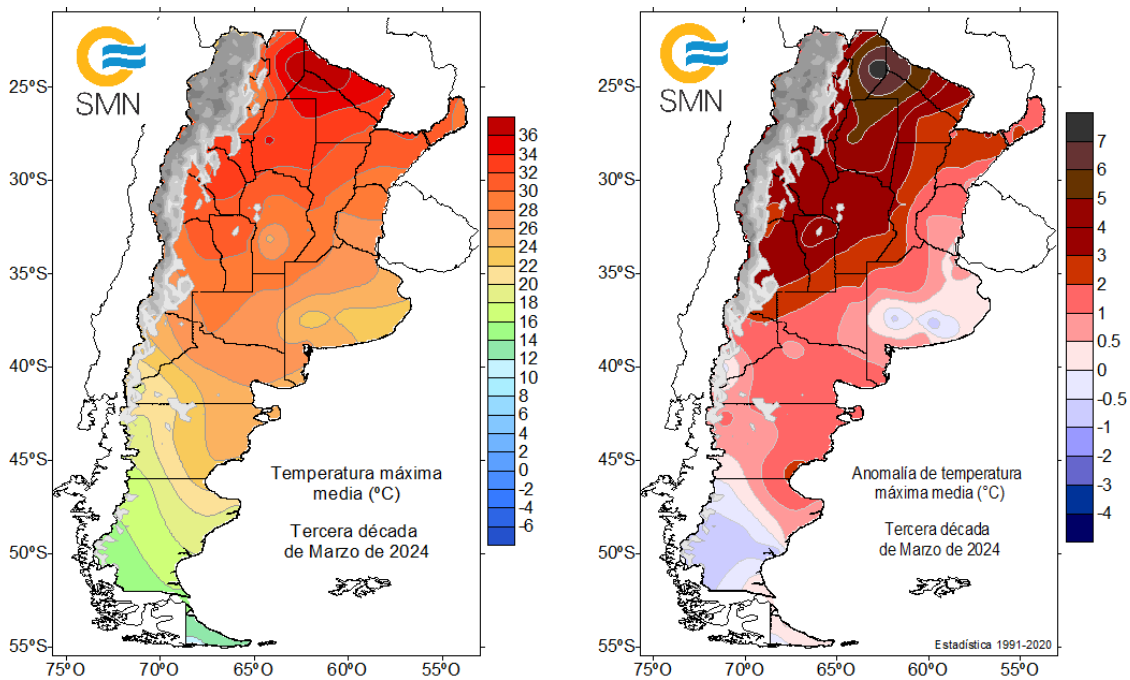 SMN
25°S
30°S
35°S
40°S
45°S
50°S
55°S
75°O
70°O
65°O
60°O
55°O
Temperatura máxima
media (ºC)
Tercera década
de Marzo de 2024
36
34
32
30
28
26
24
22
20
18
16
14
12
10
8
6
4
2
0
-2
-4
-6
SMN
25°S
30°S
35°S
40°S
45°S
50°S
55°S
75°O
70°O
65°O
60°O
55°O
Anomalía de temperatura
máxima media (°C)
Tercera década
de Marzo de 2024
Estadística 1991-2020
7
6
5
4
3
2
1
0.5
0
-0.5
-1
-2
-3
-4